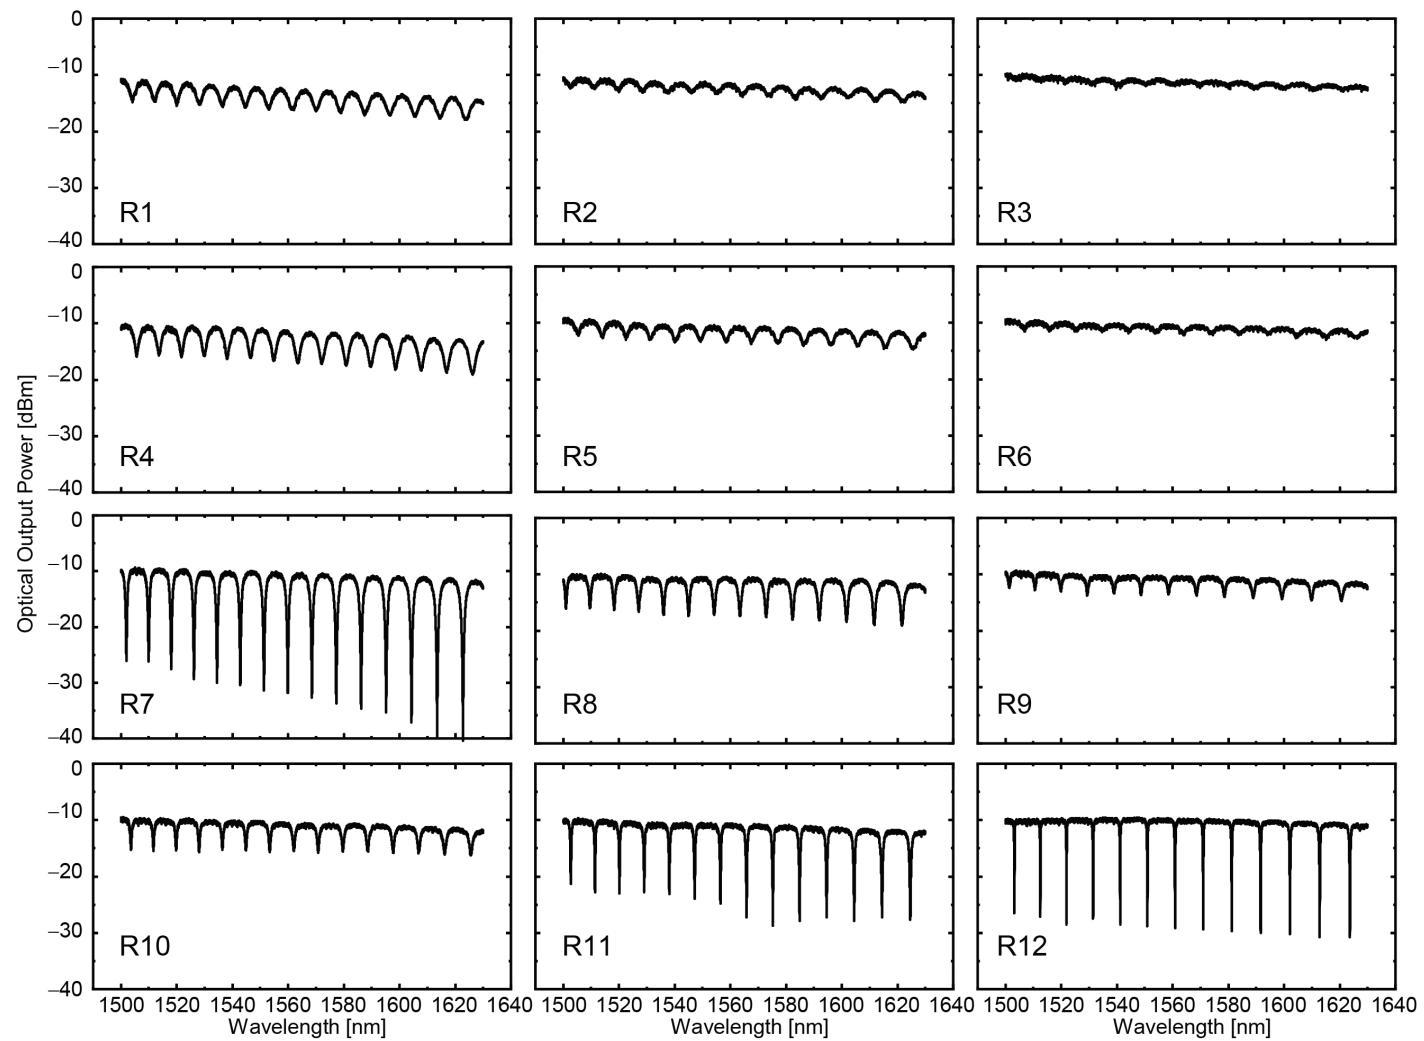 0
−10
−20
−30
−40
R1
R2
R3
0
−10
−20
−30
−40
R4
R5
R6
Optical Output Power [dBm]
0
−10
−20
−30
−40
R7
R8
R9
0
−10
−20
−30
−40
R10
R11
R12
1500 1520 1540 1560 1580 1600 1620 1640 1500 1520 1540 1560 1580 1600 1620 1640 1500 1520 1540 1560 1580 1600 1620 1640
Wavelength [nm] Wavelength [nm] Wavelength [nm]